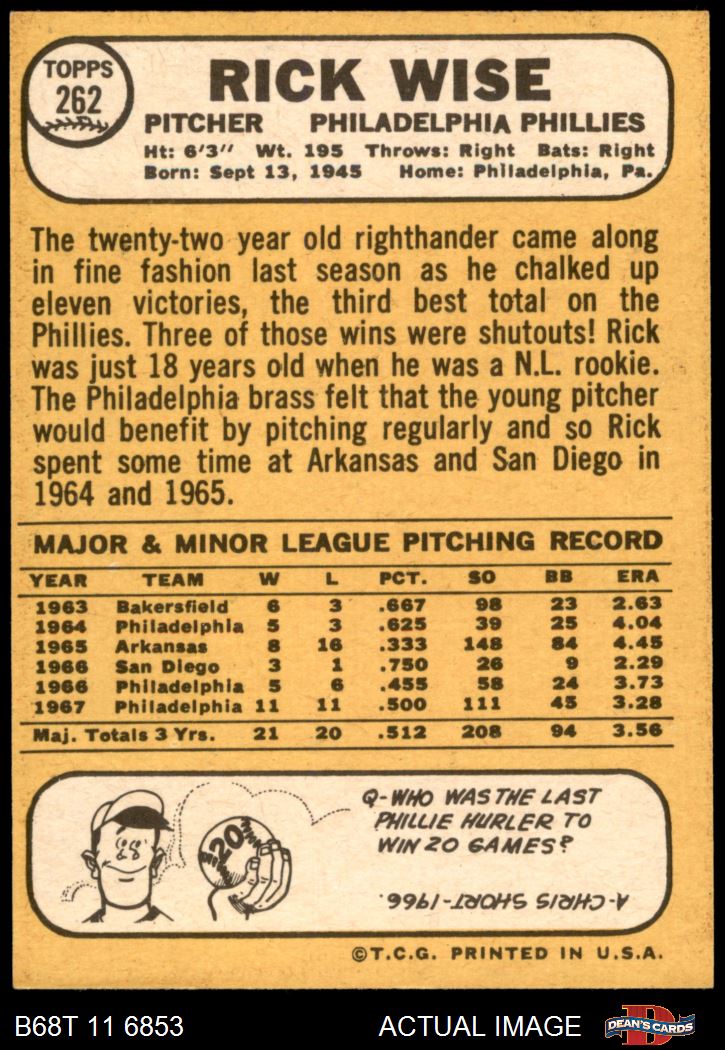 TOPPS
262
RICK WISE
PITCHER PHILADELPHIA PHILLIES
Ht: 6'3" Wt. 195 Throws: Right Bats: Right
Born: Sept 13, 1945 Home: Philadelphia, Pa.
The twenty-two year old righthander came along
in fine fashion last season as he chalked up
eleven victories, the third best total on the
Phillies. Three of those wins were shutouts! Rick
was just 18 years old when he was a N.L. rookie.
The Philadelphia brass felt that the young pitcher
would benefit by pitching regularly and so Rick
spent some time at Arkansas and San Diego in
1964 and 1965.
MAJOR & MINOR LEAGUE PITCHING RECORD
YEAR TEAM W L PCT. SO BB ERA
1963 Bakersfield 6 3 .667 98 23 2.63
1964 Philadelphia 5 3 .625 39 25 4.04
1965 Arkansas 8 16 .333 148 84 4.45
1966 San Diego 3 1 .750 26 9 2.29
1966 Philadelphia 5 6 .455 58 24 3.73
1967 Philadelphia 11 11 .500 111 45 3.28
Maj. Totals 3 Yrs. 21 20 .512 208 94 3.56
20
Q-WHO WAS THE LAST
PHILLIE HURLER TO
WIN 20 GAMES?
A-CHRIS SHORT-1966.
©T.C.G. PRINTED IN U.S.A.
B68T 11 6853 ACTUAL IMAGE
D
DEAN'S CARDS